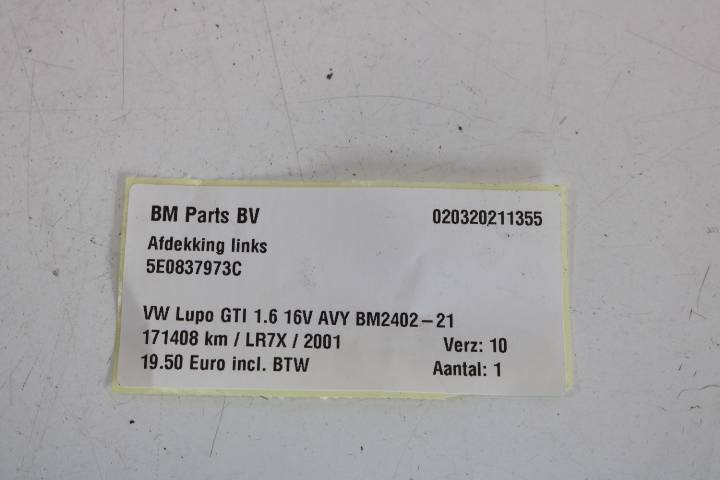 BM Parts BV 020320211355
Afdekking links
5E0837973C
VW Lupo GTI 1.6 16V AVY BM2402-21
171408 km / LR7X / 2001 Verz: 10
19.50 Euro incl. BTW Aantal: 1